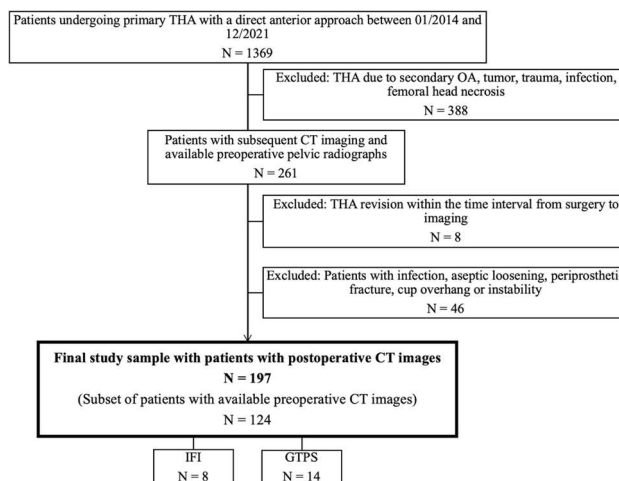 Patients undergoing primary THA with a direct anterior approach between 01/2014 and
12/2021
N = 1369
Excluded: THA due to secondary OA, tumor, trauma, infection,
femoral head necrosis
N = 388
Patients with subsequent CT imaging and
available preoperative pelvic radiographs
N = 261
Excluded: THA revision within the time interval from surgery to
imaging
N = 8
Excluded: Patients with infection, aseptic loosening, periprosthetic
fracture, cup overhang or instability
N = 46
Final study sample with patients with postoperative CT images
N = 197
(Subset of patients with available preoperative CT images)
N = 124
IFI
N = 8
GTPS
N = 14